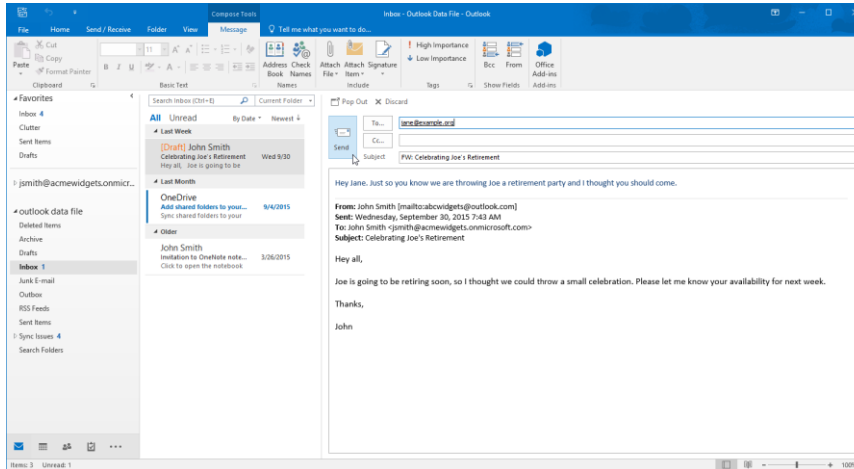 Compose Tools
Inbox - Outlook Data File - Outlook
File Home Send / Receive Folder View Message Tell me what you want to do...
Paste
Cut
Copy
Format Painter
Clipboard
11
B I U
Basic Text
Address Book
Check Names
Names
Attach File
Attach Item
Signature
Include
High Importance
Low Importance
Tags
Bcc
From
Show Fields
Office Add-ins
Add-ins
Favorites
Inbox 4
Clutter
Sent Items
Drafts
jsmith@acmewidgets.onmicr...
outlook data file
Deleted Items
Archive
Drafts
Inbox 1
Junk E-mail
Outbox
RSS Feeds
Sent Items
Sync Issues 4
Search Folders
Search Inbox (Ctrl+E) Current Folder
All Unread By Date Newest
Last Week
[Draft] John Smith
Celebrating Joe's Retirement Wed 9/30
Hey all, Joe is going to be
Last Month
OneDrive
Add shared folders to your... 9/4/2015
Sync shared folders to your
Older
John Smith
Invitation to OneNote note... 3/26/2015
Click to open the notebook
Pop Out Discard
Send
To... jane@example.org
Cc...
Subject FW: Celebrating Joe's Retirement
Hey Jane. Just so you know we are throwing Joe a retirement party and I thought you should come.
From: John Smith [mailto:abcwidgets@outlook.com]
Sent: Wednesday, September 30, 2015 7:43 AM
To: John Smith <jsmith@acmewidgets.onmicrosoft.com>
Subject: Celebrating Joe's Retirement
Hey all,
Joe is going to be retiring soon, so I thought we could throw a small celebration. Please let me know your availability for next week.
Thanks,
John
Items: 3 Unread: 1
100%